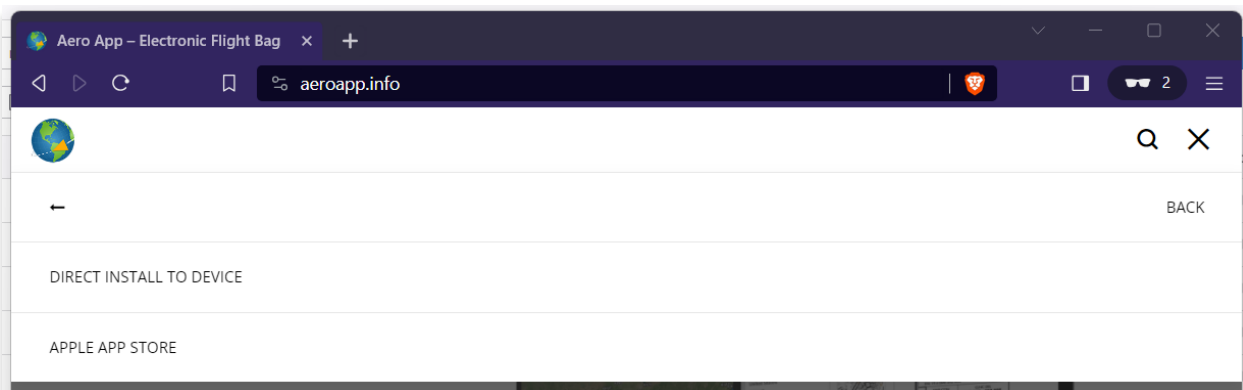 Aero App – Electronic Flight Bag
aeroapp.info
2
BACK
DIRECT INSTALL TO DEVICE
APPLE APP STORE